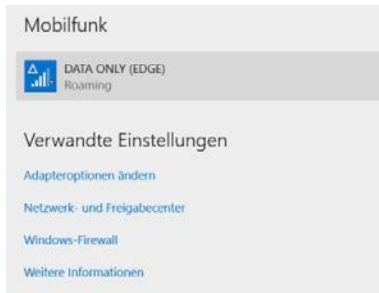 Mobilfunk
DATA ONLY (EDGE)
Roaming
Verwandte Einstellungen
Adapteroptionen ändern
Netzwerk- und Freigabecenter
Windows-Firewall
Weitere Informationen